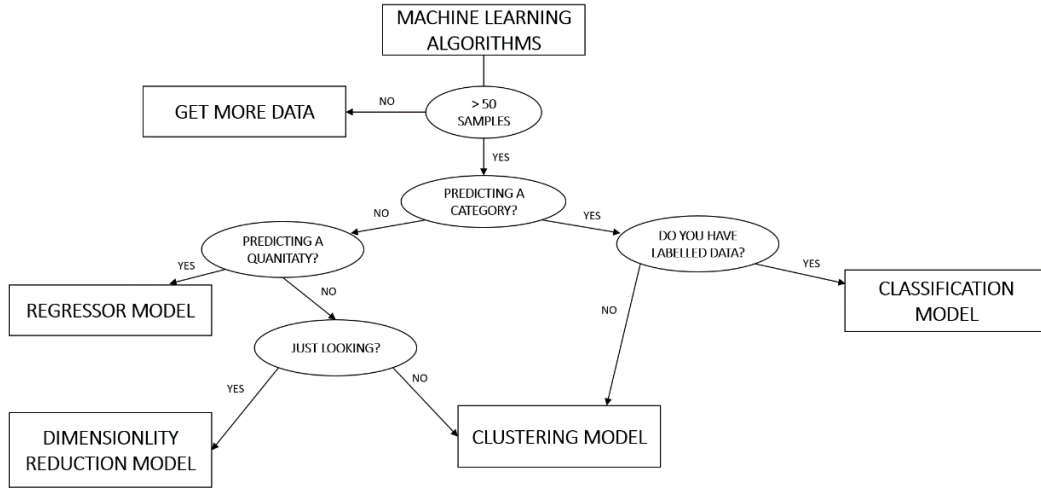 MACHINE LEARNING
ALGORITHMS
> 50
SAMPLES
NO
GET MORE DATA
YES
PREDICTING A
CATEGORY?
NO
YES
PREDICTING A
QUANITATY?
DO YOU HAVE
LABELLED DATA?
YES
YES
REGRESSOR MODEL
NO
CLASSIFICATION
MODEL
NO
JUST LOOKING?
YES
NO
DIMENSIONLITY
REDUCTION MODEL
CLUSTERING MODEL